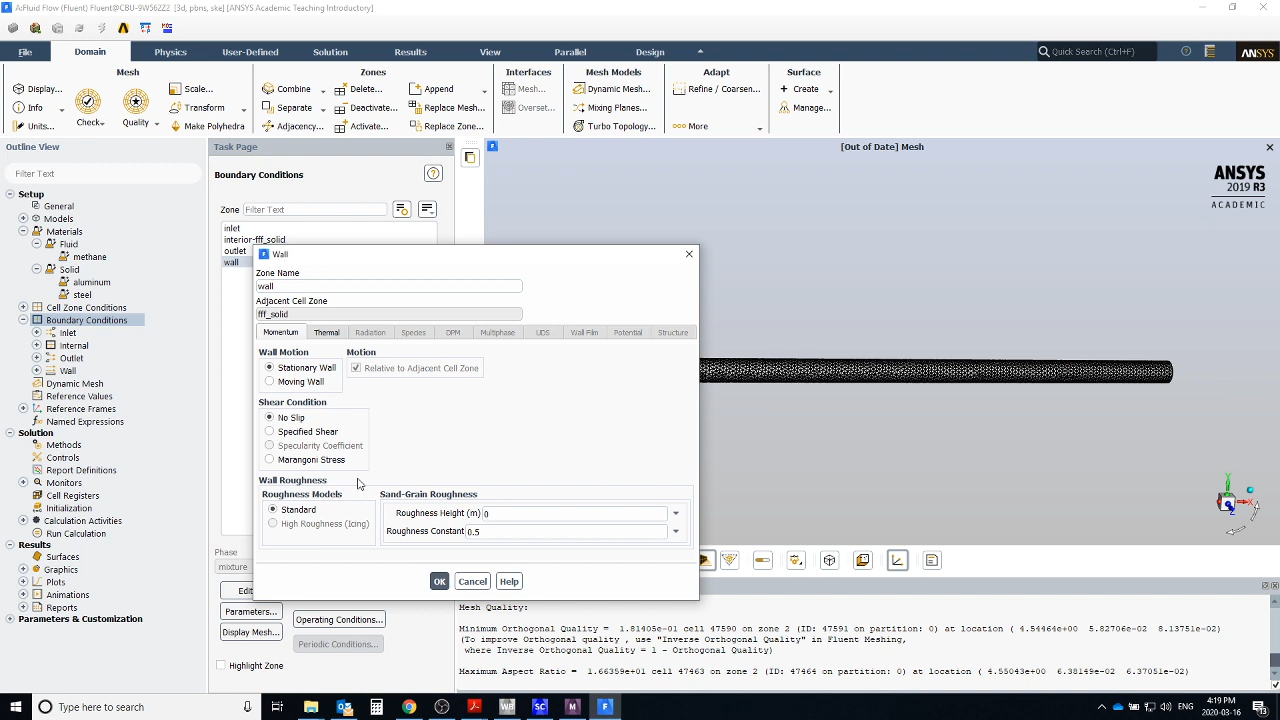 A:Fluid Flow (Fluent) Fluent@CBU-9W56ZZ2 [3d, pbns, ske] [ANSYS Academic Teaching Introductory]
File Domain Physics User-Defined Solution Results View Parallel Design Quick Search (Ctrl+F) ANSYS
Mesh Zones Interfaces Mesh Models Adapt Surface
Display... Scale... Combine Delete... Append Mesh... Dynamic Mesh... Refine / Coarsen... Create
Info Check Quality Transform Separate Deactivate... Replace Mesh... Overset... Mixing Planes... Manage...
Units... Make Polyhedra Adjacency... Activate... Replace Zone... Turbo Topology... More
Outline View
Filter Text
Setup
General
Models
Materials
Fluid
methane
Solid
aluminum
steel
Cell Zone Conditions
Boundary Conditions
Inlet
Internal
Outlet
Wall
Dynamic Mesh
Reference Values
Reference Frames
Named Expressions
Solution
Methods
Controls
Report Definitions
Monitors
Cell Registers
Initialization
Calculation Activities
Run Calculation
Results
Surfaces
Graphics
Plots
Animations
Reports
Parameters & Customization
Task Page
Boundary Conditions
Zone Filter Text
inlet
interior-fff_solid
outlet
wall
Phase
mixture
Edit
Parameters... Operating Conditions...
Display Mesh... Periodic Conditions...
Highlight Zone
Wall
Zone Name
wall
Adjacent Cell Zone
fff_solid
Momentum Thermal Radiation Species DPM Multiphase UDS Wall Film Potential Structure
Wall Motion Motion
Stationary Wall Relative to Adjacent Cell Zone
Moving Wall
Shear Condition
No Slip
Specified Shear
Specularity Coefficient
Marangoni Stress
Wall Roughness
Roughness Models Sand-Grain Roughness
Standard Roughness Height (m) 0
High Roughness (Icing) Roughness Constant 0.5
OK Cancel Help
[Out of Date] Mesh
ANSYS
2019 R3
ACADEMIC
Y
X
Mesh Quality:
Minimum Orthogonal Quality = 1.81405e-01 cell 47590 on zone 2 (ID: 47591 on partition: 0) at location ( 4.54464e+00 5.82706e-02 8.13751e-02)
(To improve Orthogonal quality , use "Inverse Orthogonal Quality" in Fluent Meshing,
where Inverse Orthogonal Quality = 1 - Orthogonal Quality)
Maximum Aspect Ratio = 1.66359e+01 cell 47463 on zone 2 (ID: 47464 on partition: 0) at location ( 4.55043e+00 6.38149e-02 6.37051e-02)
Type here to search
ENG
4:19 PM
2020-03-16